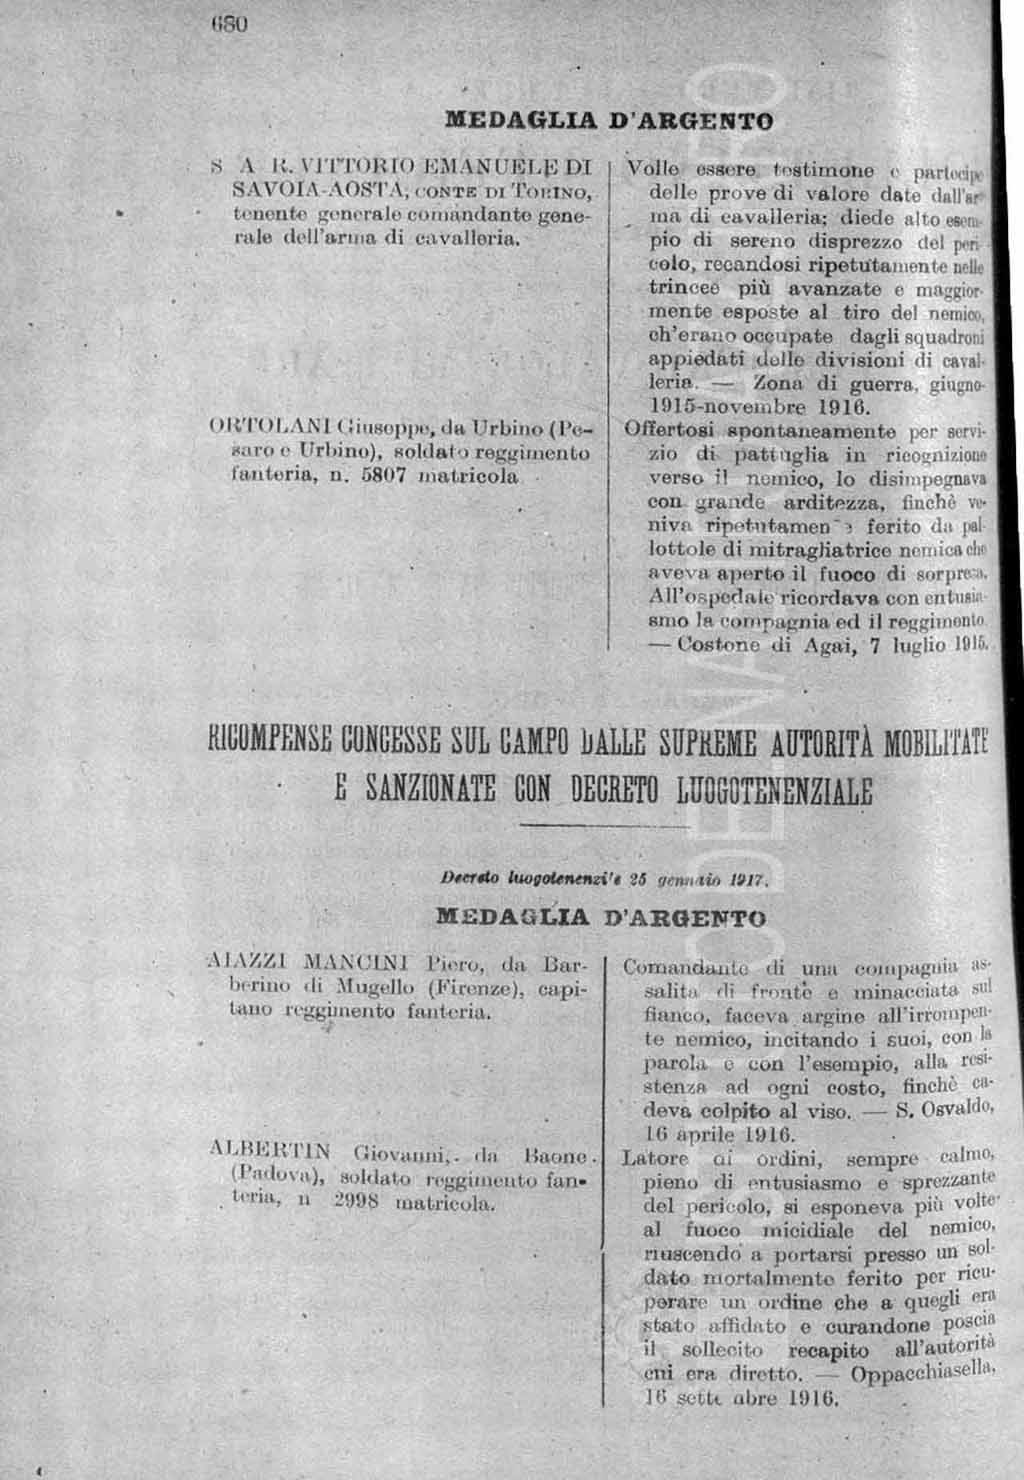 680
MEDAGLIA D'ARGENTO
S A R. VITTORIO EMANUELE DI
SAVOIA-AOSTA, CONTE DI TORINO,
tenente generale comandante gene-
rale dell'arma di cavalleria.
Volle essere testimone e partecipe
delle prove di valore date dall'ar-
ma di cavalleria; diede alto esem-
pio di sereno disprezzo del peri-
colo, recandosi ripetutamente nelle
trincee più avanzate e maggior-
mente esposte al tiro del nemico,
ch'erano occupate dagli squadroni
appiedati delle divisioni di caval-
leria. — Zona di guerra, giugno-
1915-novembre 1916.
ORTOLANI Giuseppe, da Urbino (Pe-
saro e Urbino), soldato reggimento
fanteria, n. 5807 matricola
Offertosi spontaneamente per servi-
zio di pattuglia in ricognizione
verso il nemico, lo disimpegnava
con grande arditezza, finchè ve-
niva ripetutamen e ferito da pal-
lottole di mitragliatrice nemica che
aveva aperto il fuoco di sorpresa.
All'ospedale ricordava con entusia-
smo la compagnia ed il reggimento
— Costone di Agai, 7 luglio 1915.
RICOMPENSE CONCESSE SUL CAMPO DALLE SUPREME AUTORITÀ MOBILITATE
E SANZIONATE CON DECRETO LUOGOTENENZIALE
Decreto luogotenenzi'e 25 gennaio 1917.
MEDAGLIA D'ARGENTO
AIAZZI MANCINI Piero, da Bar-
berino di Mugello (Firenze), capi-
tano reggimento fanteria.
Comandante di una compagnia as-
salita di fronte e minacciata sul
fianco, faceva argine all'irrompen-
te nemico, incitando i suoi, con la
parola e con l'esempio, alla resi-
stenza ad ogni costo, finchè ca-
deva colpito al viso. — S. Osvaldo,
16 aprile 1916.
ALBERTIN Giovanni, da Baone
(Padova), soldato reggimento fan-
teria, n 2998 matricola.
Latore di ordini, sempre calmo,
pieno di entusiasmo e sprezzante
del pericolo, si esponeva più volte
al fuoco micidiale del nemico,
riuscendo a portarsi presso un sol-
dato mortalmente ferito per ricu-
perare un ordine che a quegli era
stato affidato e curandone poscia
il sollecito recapito all'autorità
cui era diretto. — Oppacchiasella,
16 sette abre 1916.